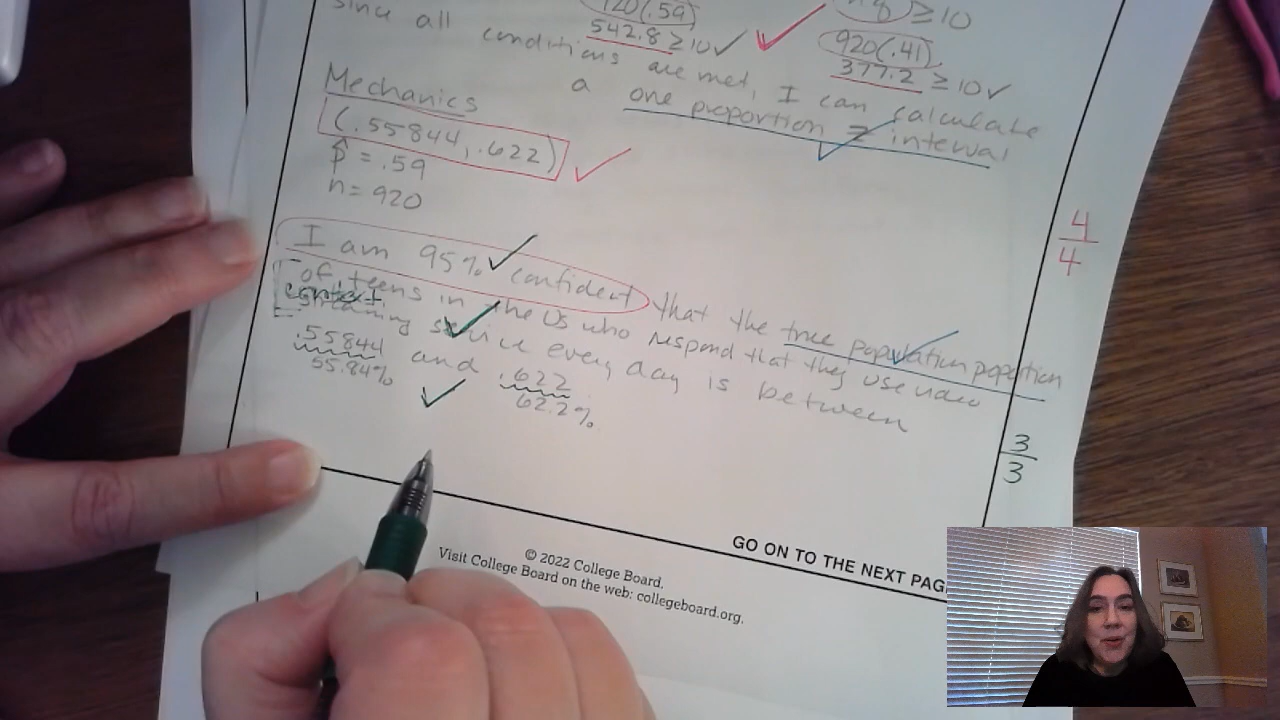 120(.59)
542.8 ≥10 ✓
≥10
920(.41)
377.2 ≥10 ✓
since all conditions are met, I can calculate
a one proportion z interval
Mechanics
(.55844, .622)
p̂ = .59
n = 920
4
4
I am 95% confident that the true population popotion
of teens in the US who respond that they use video
context
streaming service every day is between
.55844 and .622
55.84%
62.2%
3
3
GO ON TO THE NEXT PAG
© 2022 College Board.
Visit College Board on the web: collegeboard.org.